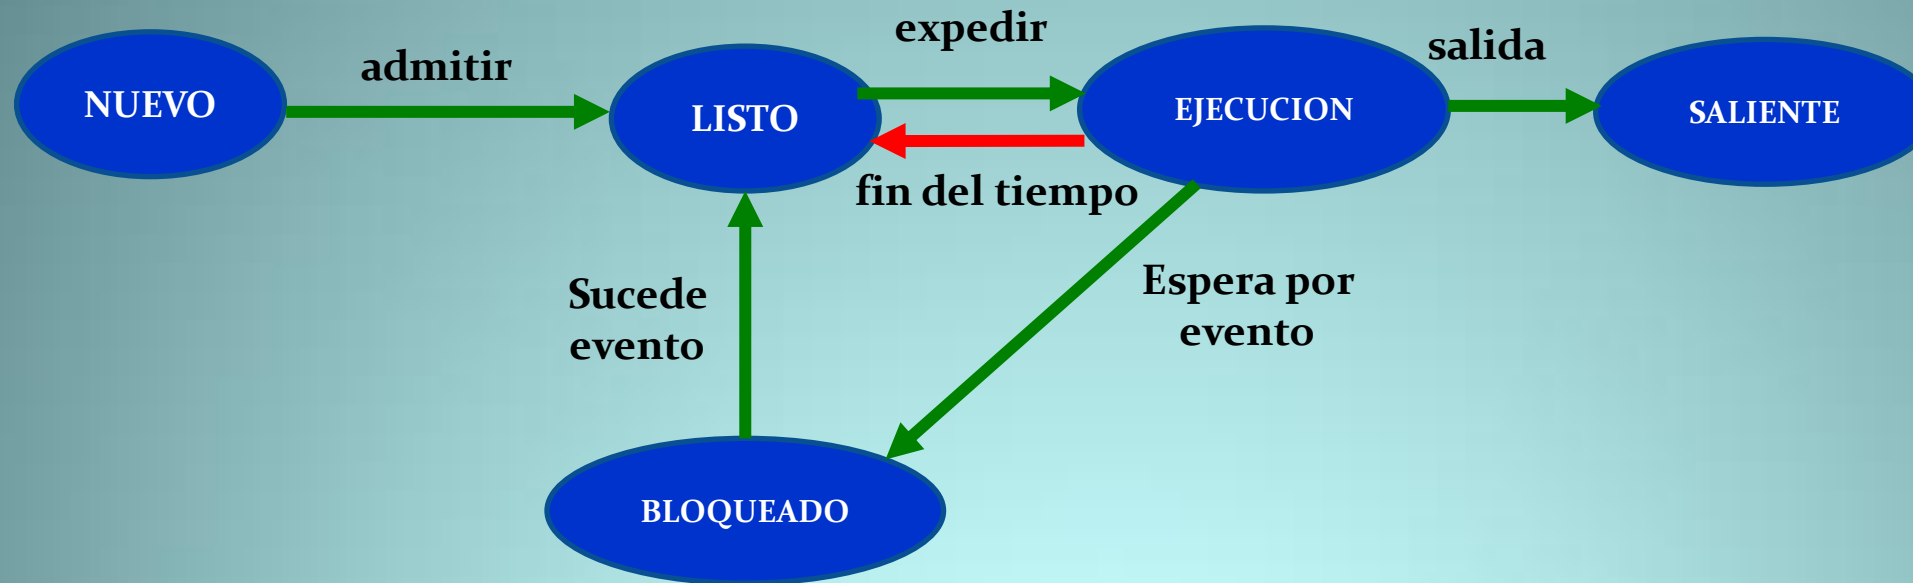 NUEVO
admitir
LISTO
expedir
EJECUCION
salida
SALIENTE
fin del tiempo
Sucede
evento
Espera por
evento
BLOQUEADO